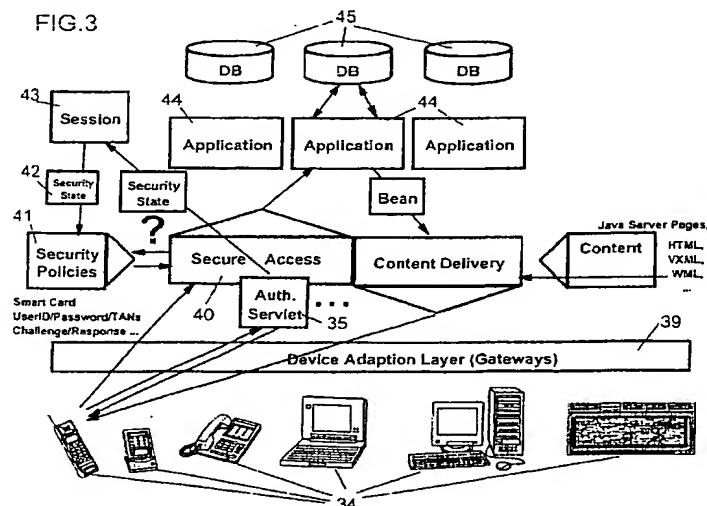 FIG.3
45
DB
DB
DB
43
Session
44
Application
Application
44
Application
42
Security
State
Security
State
Bean
41
Security
Policies
?
Secure Access
Content Delivery
Java Server Pages,
Content
HTML,
VXML,
WML,
...
40
Auth.
Servlet
35
...
Smart Card
UserID/Password/TANs
Challenge/Response ...
39
Device Adaption Layer (Gateways)
34